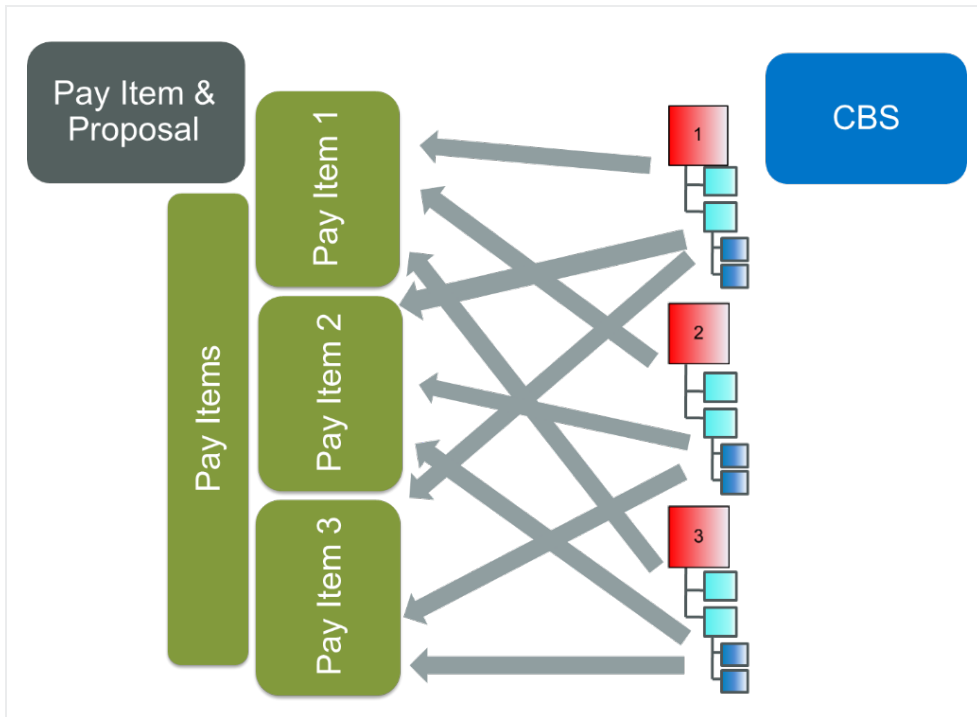 Pay Item &
Proposal
CBS
Pay Items
Pay Item 1
Pay Item 2
Pay Item 3
1
2
3